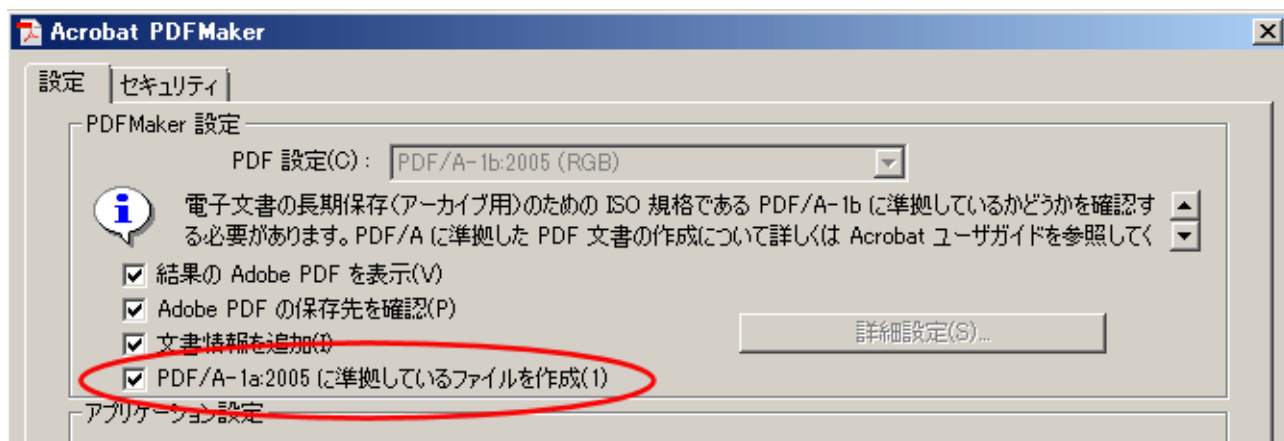 Acrobat PDFMaker
設定 セキュリティ
PDFMaker 設定
PDF 設定(C): PDF/A-1b:2005 (RGB)
電子文書の長期保存(アーカイブ用)のための ISO 規格である PDF/A-1b に準拠しているかどうかを確認す
る必要があります。PDF/A に準拠した PDF 文書の作成について詳しくは Acrobat ユーザガイドを参照してく
結果の Adobe PDF を表示(V)
Adobe PDF の保存先を確認(P)
文書情報を追加(I)
詳細設定(S)...
PDF/A-1a:2005 に準拠しているファイルを作成(1)
アプリケーション設定